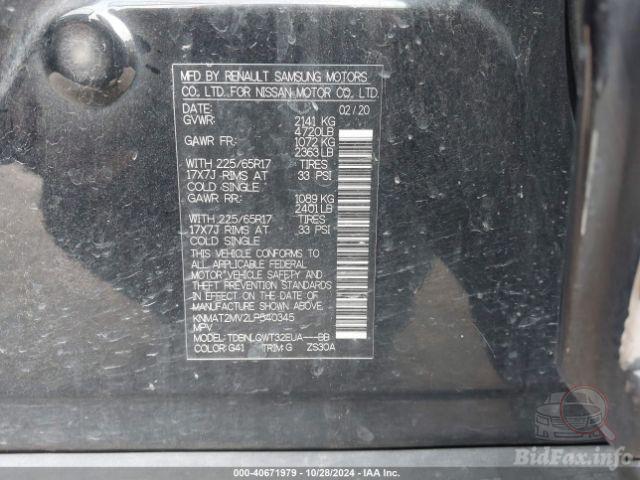 MFD BY RENAULT SAMSUNG MOTORS
CO., LTD. FOR NISSAN MOTOR CO., LTD.
DATE: 02/20
GVWR: 2141 KG
4720LB
GAWR FR: 1072 KG
2363LB
WITH 225/65R17 TIRES
17X7J RIMS AT 33 PSI
COLD SINGLE
GAWR RR: 1089 KG
2401LB
WITH 225/65R17 TIRES
17X7J RIMS AT 33 PSI
COLD SINGLE
THIS VEHICLE CONFORMS TO
ALL APPLICABLE FEDERAL
MOTOR VEHICLE SAFETY AND
THEFT PREVENTION STANDARDS
IN EFFECT ON THE DATE OF
MANUFACTURE SHOWN ABOVE.
KNMAT2MV2LP540345
MPV
MODEL: TDBNLGWT32EUA---BB
COLOR: G41 TRIM: G ZS30A
000-40671979 - 10/28/2024 - IAA Inc.
BidFax.info